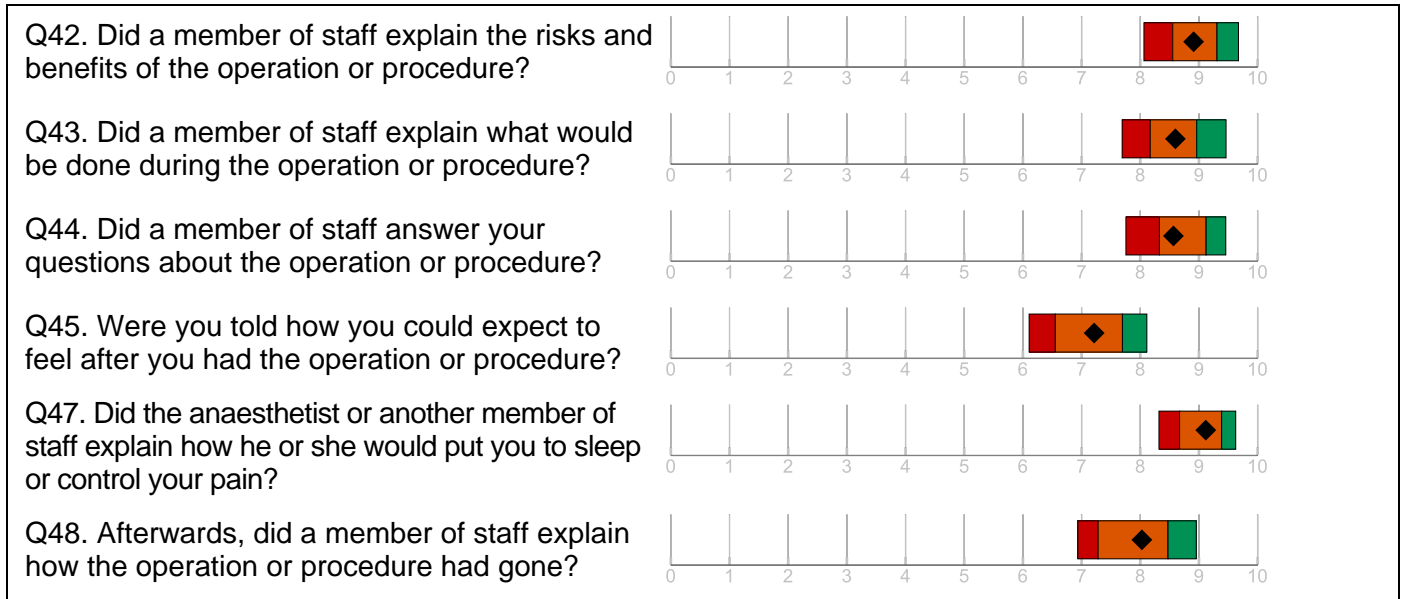 Q42. Did a member of staff explain the risks and
benefits of the operation or procedure?
0 1 2 3 4 5 6 7 8 9 10
Q43. Did a member of staff explain what would
be done during the operation or procedure?
0 1 2 3 4 5 6 7 8 9 10
Q44. Did a member of staff answer your
questions about the operation or procedure?
0 1 2 3 4 5 6 7 8 9 10
Q45. Were you told how you could expect to
feel after you had the operation or procedure?
0 1 2 3 4 5 6 7 8 9 10
Q47. Did the anaesthetist or another member of
staff explain how he or she would put you to sleep
or control your pain?
0 1 2 3 4 5 6 7 8 9 10
Q48. Afterwards, did a member of staff explain
how the operation or procedure had gone?
0 1 2 3 4 5 6 7 8 9 10